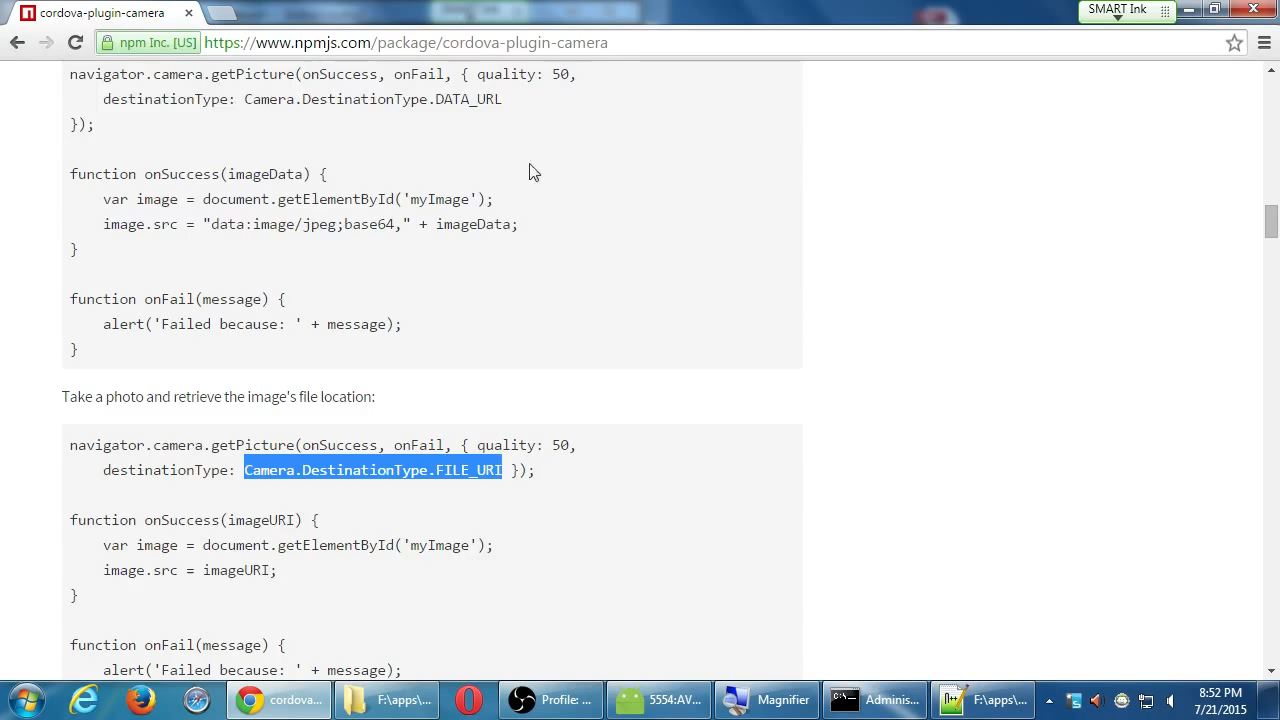 cordova-plugin-camera
SMART Ink
npm Inc. [US]
https://www.npmjs.com/package/cordova-plugin-camera
navigator.camera.getPicture(onSuccess, onFail, { quality: 50,
    destinationType: Camera.DestinationType.DATA_URL
});
function onSuccess(imageData) {
    var image = document.getElementById('myImage');
    image.src = "data:image/jpeg;base64," + imageData;
}
function onFail(message) {
    alert('Failed because: ' + message);
}
Take a photo and retrieve the image's file location:
navigator.camera.getPicture(onSuccess, onFail, { quality: 50,
    destinationType: Camera.DestinationType.FILE_URI });
function onSuccess(imageURI) {
    var image = document.getElementById('myImage');
    image.src = imageURI;
}
function onFail(message) {
    alert('Failed because: ' + message);
cordova...
F:\apps\...
Profile: ...
5554:AV...
Magnifier
Adminis...
F:\apps\...
8:52 PM
7/21/2015